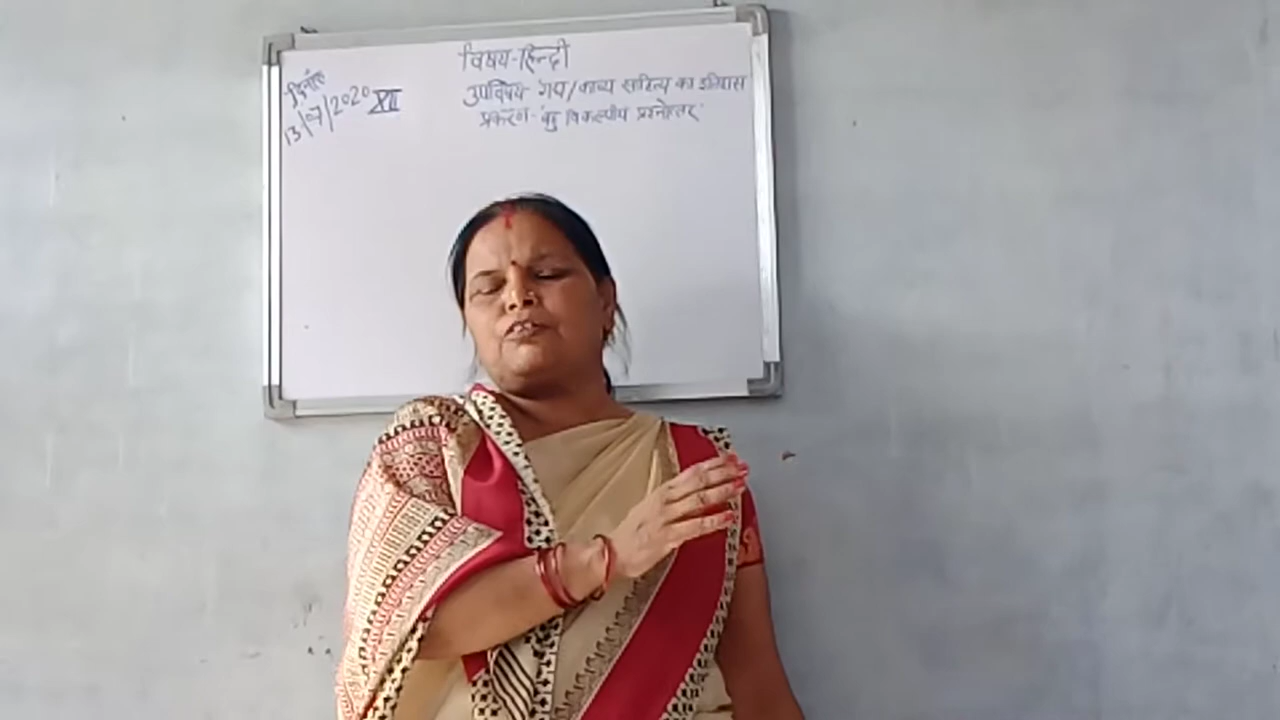 विषय-हिन्दी
दिनाँक
13/07/2020 XII
उपविषय- गद्य/काव्य साहित्य का इतिहास
प्रकरण- बहु विकल्पीय प्रश्नोत्तर